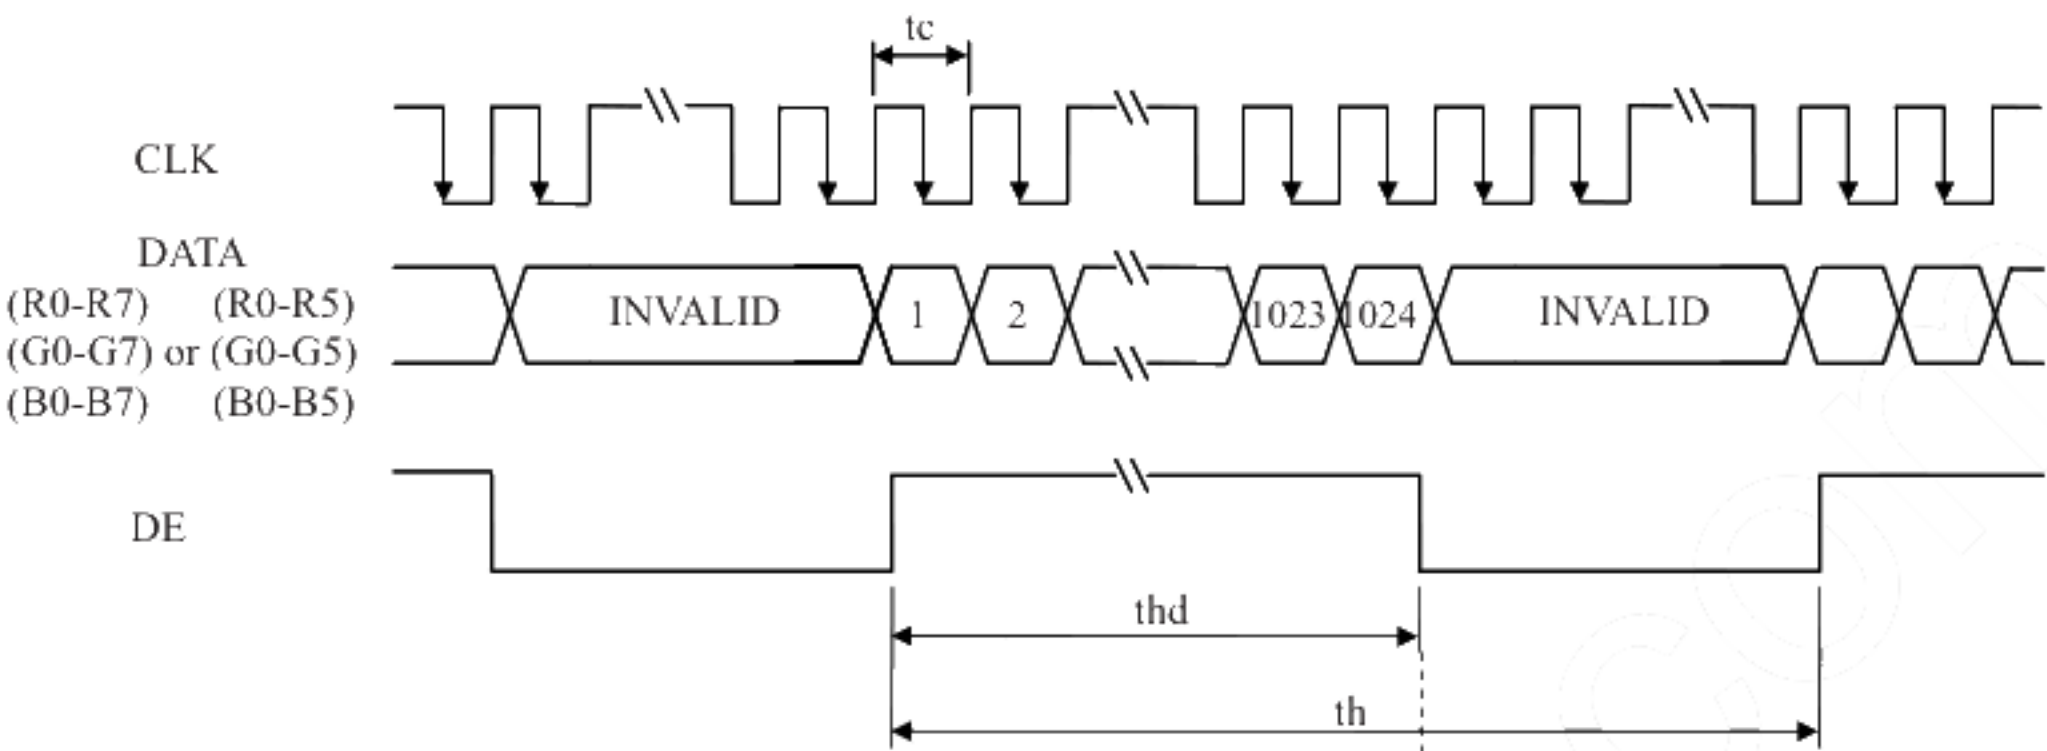 tc
CLK
DATA
(R0-R7) (R0-R5)
(G0-G7) or (G0-G5)
(B0-B7) (B0-B5)
INVALID 1 2 1023 1024 INVALID
DE
thd
th